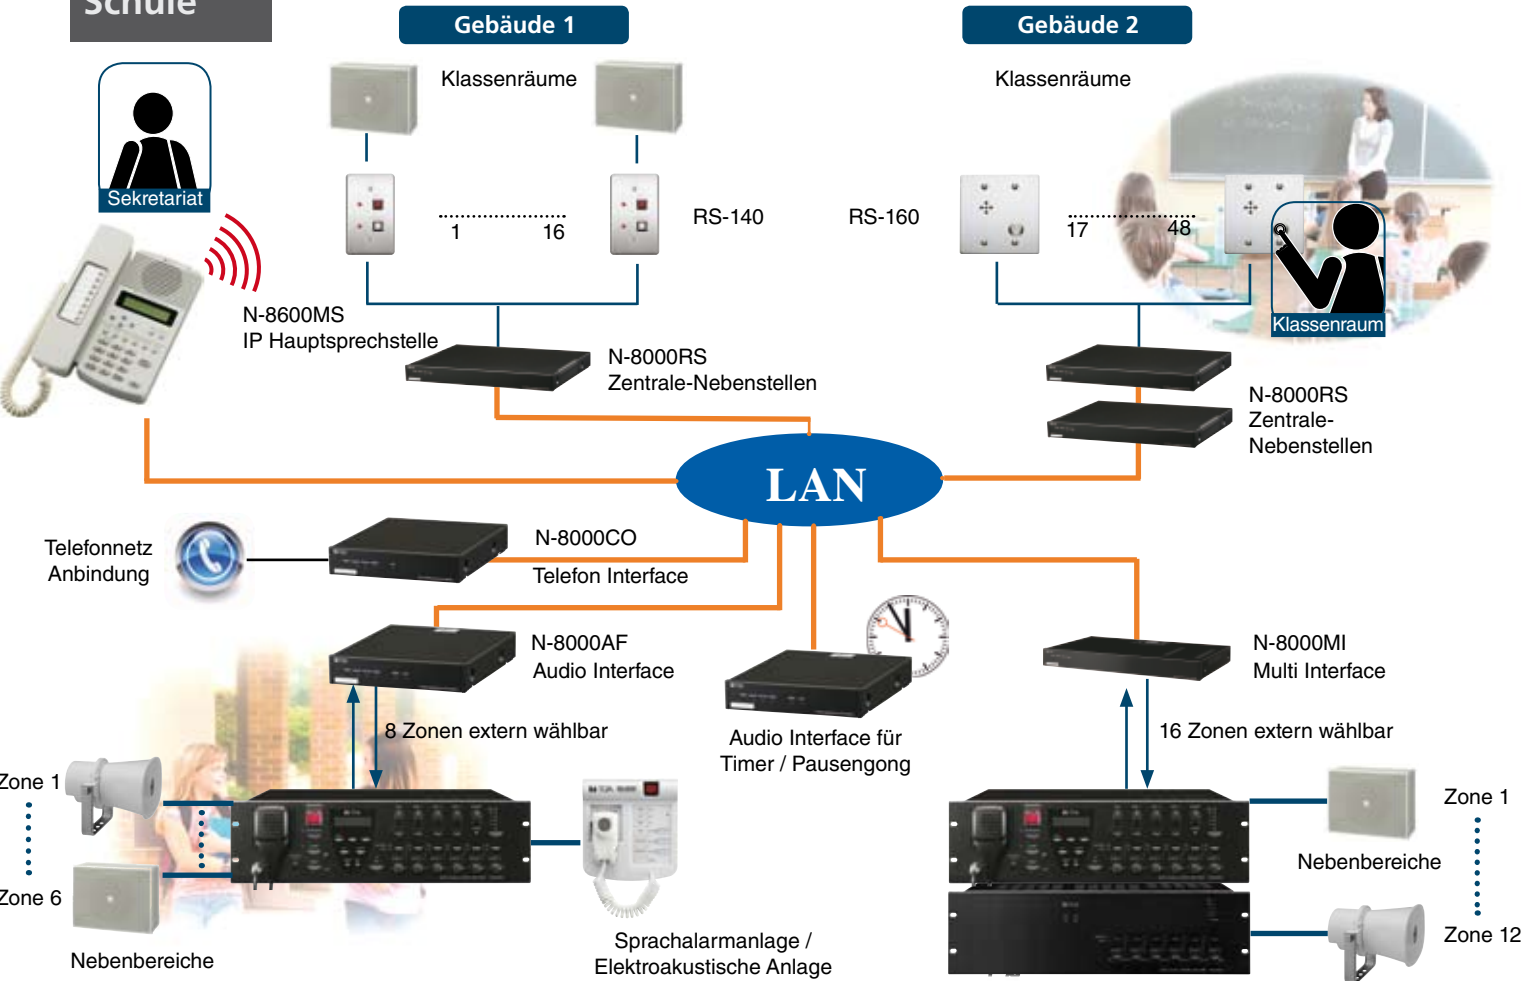 Schule
Gebäude 1
Gebäude 2
Klassenräume
Klassenräume
Sekretariat
1
16
RS-140
RS-160
17
48
N-8600MS
IP Hauptsprechstelle
Klassenraum
N-8000RS
Zentrale-Nebenstellen
N-8000RS
Zentrale-
Nebenstellen
LAN
Telefonnetz
Anbindung
N-8000CO
Telefon Interface
N-8000AF
Audio Interface
N-8000MI
Multi Interface
8 Zonen extern wählbar
Audio Interface für
Timer / Pausengong
16 Zonen extern wählbar
Zone 1
Zone 6
Nebenbereiche
Sprachalarmanlage /
Elektroakustische Anlage
Zone 1
Nebenbereiche
Zone 12